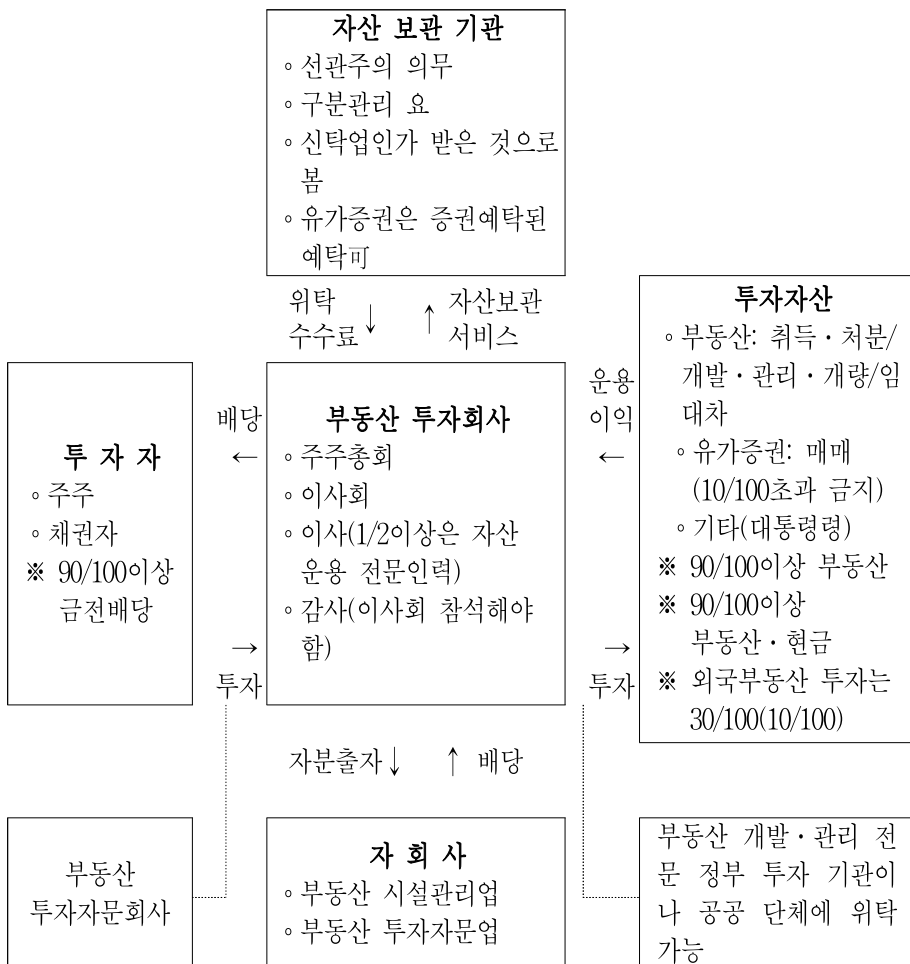 자산 보관 기관
◦ 선관주의 의무
◦ 구분관리 요
◦ 신탁업인가 받은 것으로
봄
◦ 유가증권은 증권예탁된
예탁可
위탁
수수료↓
↑ 자산보관
서비스
투자자산
◦ 부동산: 취득・처분/
개발・관리・개량/임
대차
◦ 유가증권: 매매
(10/100초과 금지)
◦ 기타(대통령령)
※ 90/100이상 부동산
※ 90/100이상
부동산・현금
※ 외국부동산 투자는
30/100(10/100)
운용
이익
←
→
투자
부동산 투자회사
◦ 주주총회
◦ 이사회
◦ 이사(1/2이상은 자산
운용 전문인력)
◦ 감사(이사회 참석해야
함)
배당
←
→
투자
투 자 자
◦ 주주
◦ 채권자
※ 90/100이상
금전배당
자분출자↓ ↑ 배당
부동산
투자자문회사
자 회 사
◦ 부동산 시설관리업
◦ 부동산 투자자문업
부동산 개발・관리 전
문 정부 투자 기관이
나 공공 단체에 위탁
가능